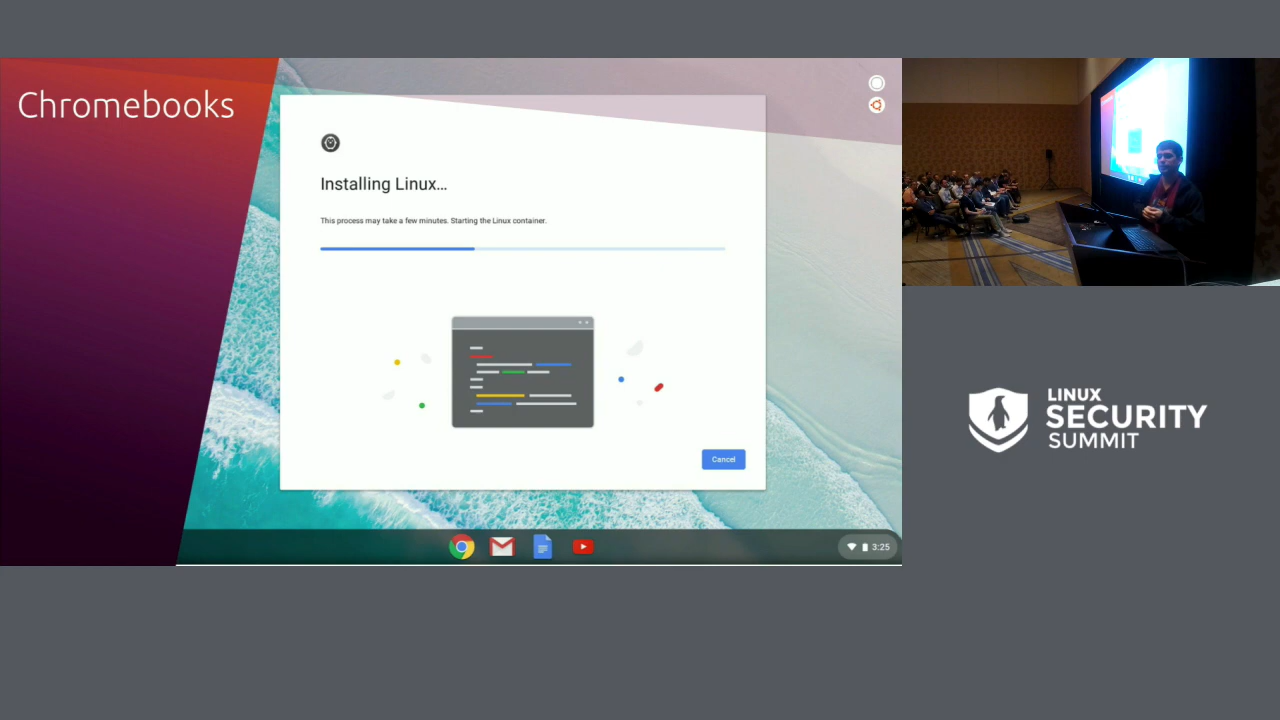 Chromebooks
Installing Linux...
This process may take a few minutes. Starting the Linux container.
Cancel
3:25
LINUX
SECURITY
SUMMIT